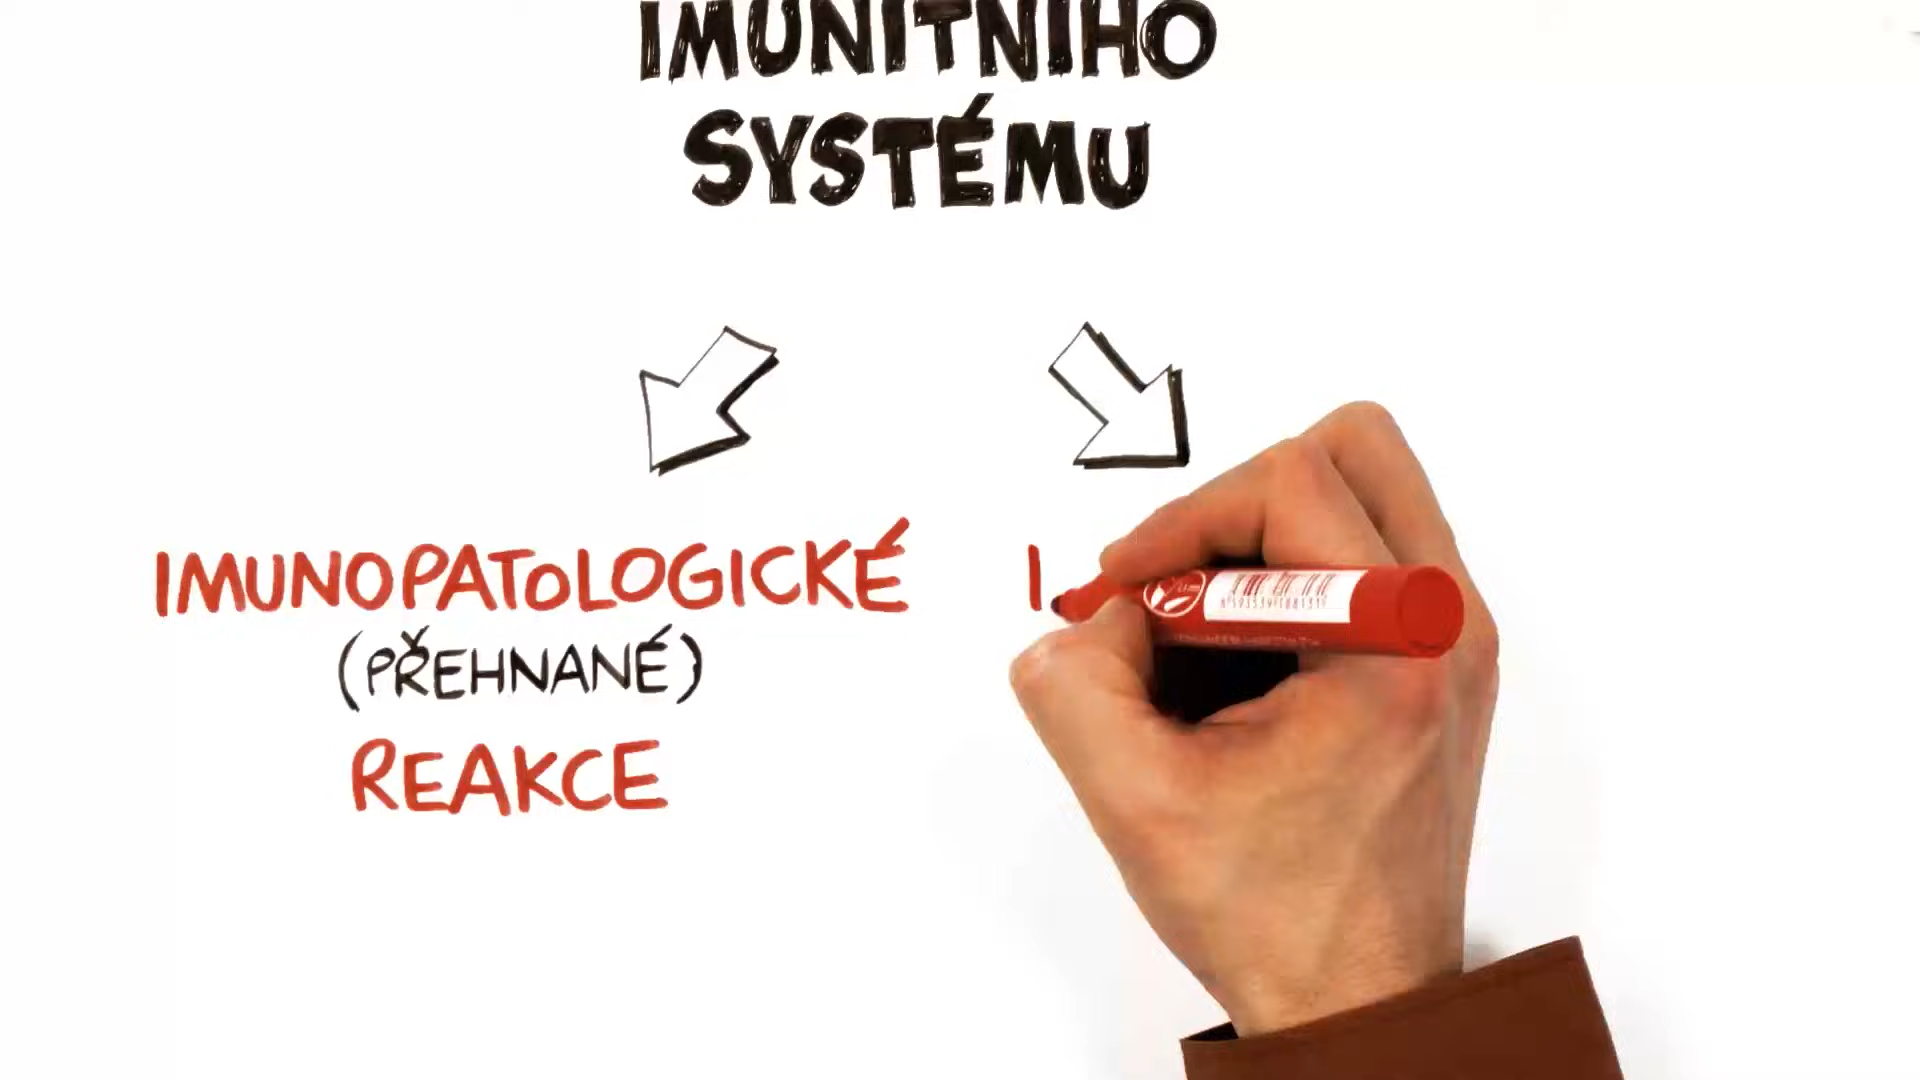 IMUNITNÍHO
SYSTÉMU
IMUNOPATOLOGICKÉ
(PŘEHNANÉ)
REAKCE
I